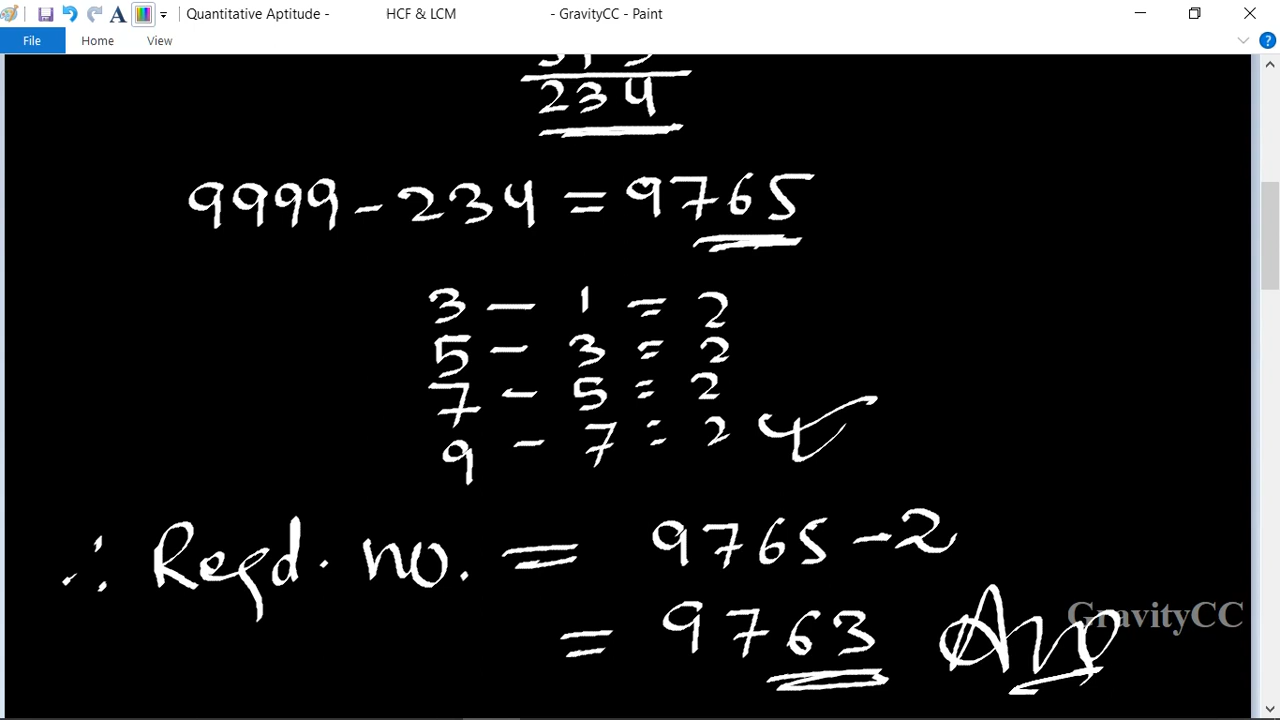 Quantitative Aptitude - HCF & LCM - GravityCC - Paint
File Home View
234
9999 - 234 = 9765
3 - 1 = 2
5 - 3 = 2
7 - 5 = 2
9 - 7 = 2
∴ Reqd. no. = 9765 - 2
= 9763 Ans
GravityCC